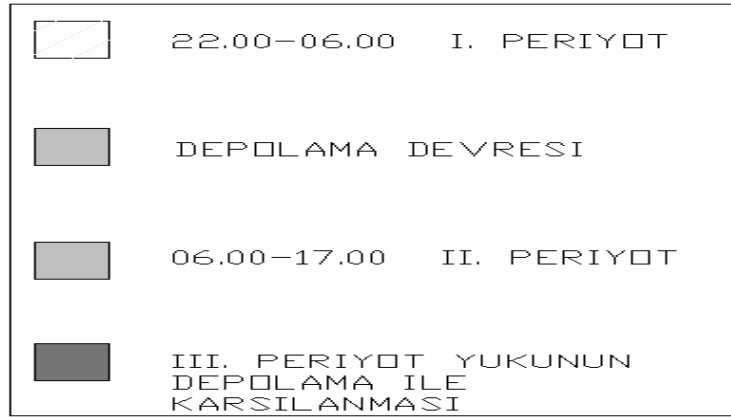 22.00-06.00 I. PERIYOT
DEPOLAMA DEVRESI
06.00-17.00 II. PERIYOT
III. PERIYOT YUKUNUN
DEPOLAMA ILE
KARSILANMASI